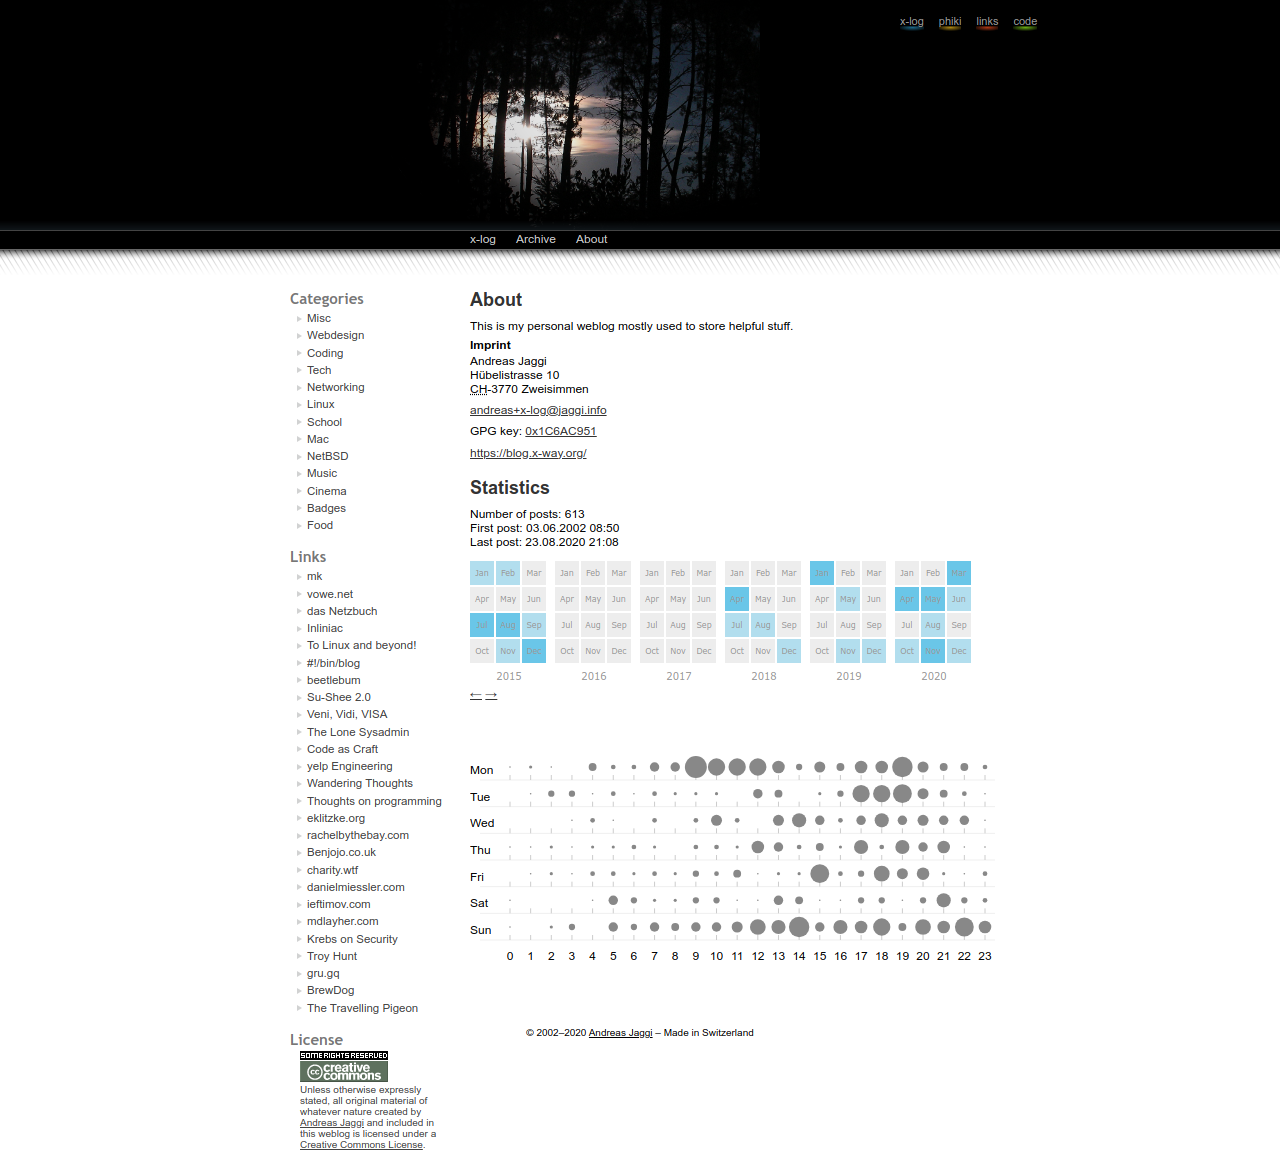 x-log phiki links code
x-log Archive About
Categories
Misc
Webdesign
Coding
Tech
Networking
Linux
School
Mac
NetBSD
Music
Cinema
Badges
Food
Links
mk
vowe.net
das Netzbuch
Inliniac
To Linux and beyond!
#!/bin/blog
beetlebum
Su-Shee 2.0
Veni, Vidi, VISA
The Lone Sysadmin
Code as Craft
yelp Engineering
Wandering Thoughts
Thoughts on programming
eklitzke.org
rachelbythebay.com
Benjojo.co.uk
charity.wtf
danielmiessler.com
ieftimov.com
mdlayher.com
Krebs on Security
Troy Hunt
gru.gq
BrewDog
The Travelling Pigeon
License
SOME RIGHTS RESERVED
cc creative
commons
Unless otherwise expressly
stated, all original material of
whatever nature created by
Andreas Jaggi and included in
this weblog is licensed under a
Creative Commons License.
About
This is my personal weblog mostly used to store helpful stuff.
Imprint
Andreas Jaggi
Hübelistrasse 10
CH-3770 Zweisimmen
andreas+x-log@jaggi.info
GPG key: 0x1C6AC951
https://blog.x-way.org/
Statistics
Number of posts: 613
First post: 03.06.2002 08:50
Last post: 23.08.2020 21:08
Jan Feb Mar Jan Feb Mar Jan Feb Mar Jan Feb Mar Jan Feb Mar Jan Feb Mar
Apr May Jun Apr May Jun Apr May Jun Apr May Jun Apr May Jun Apr May Jun
Jul Aug Sep Jul Aug Sep Jul Aug Sep Jul Aug Sep Jul Aug Sep Jul Aug Sep
Oct Nov Dec Oct Nov Dec Oct Nov Dec Oct Nov Dec Oct Nov Dec Oct Nov Dec
2015 2016 2017 2018 2019 2020
← →
Mon
Tue
Wed
Thu
Fri
Sat
Sun
0 1 2 3 4 5 6 7 8 9 10 11 12 13 14 15 16 17 18 19 20 21 22 23
© 2002–2020 Andreas Jaggi – Made in Switzerland